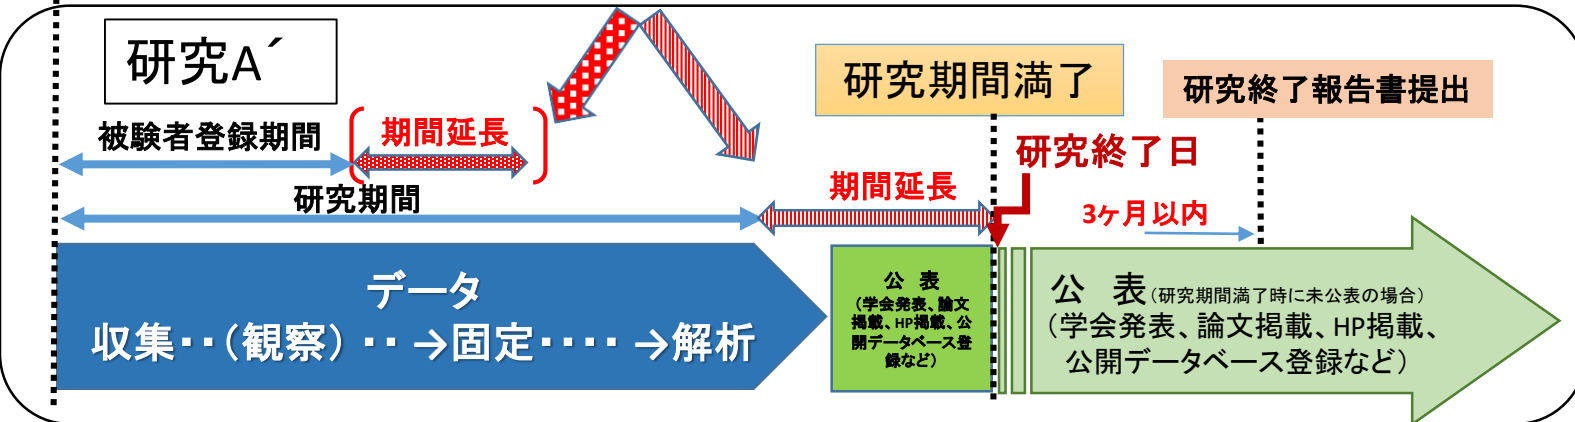 研究A´
研究期間満了
研究終了報告書提出
被験者登録期間
期間延長
研究終了日
研究期間
期間延長
3ヶ月以内
データ
収集・・（観察）・・→固定・・・・→解析
公　表
（学会発表、論文
掲載、HP掲載、公
開データベース登
録など）
公　表（研究期間満了時に未公表の場合）
（学会発表、論文掲載、HP掲載、
公開データベース登録など）